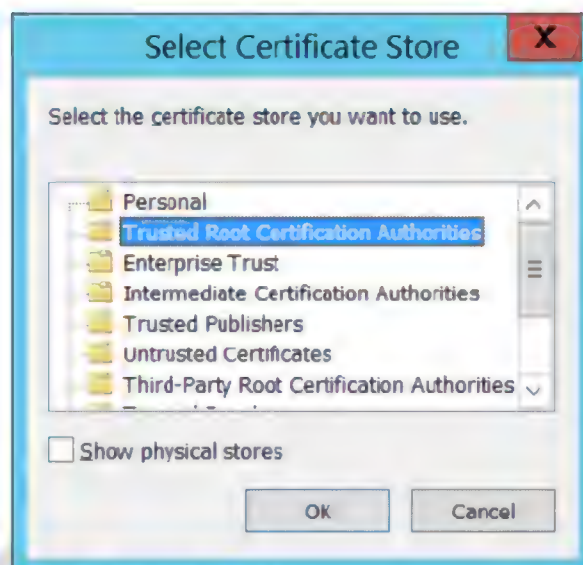 Select Certificate Store
X
Select the certificate store you want to use.
Personal
Trusted Root Certification Authorities
Enterprise Trust
Intermediate Certification Authorities
Trusted Publishers
Untrusted Certificates
Third-Party Root Certification Authorities
Show physical stores
OK Cancel